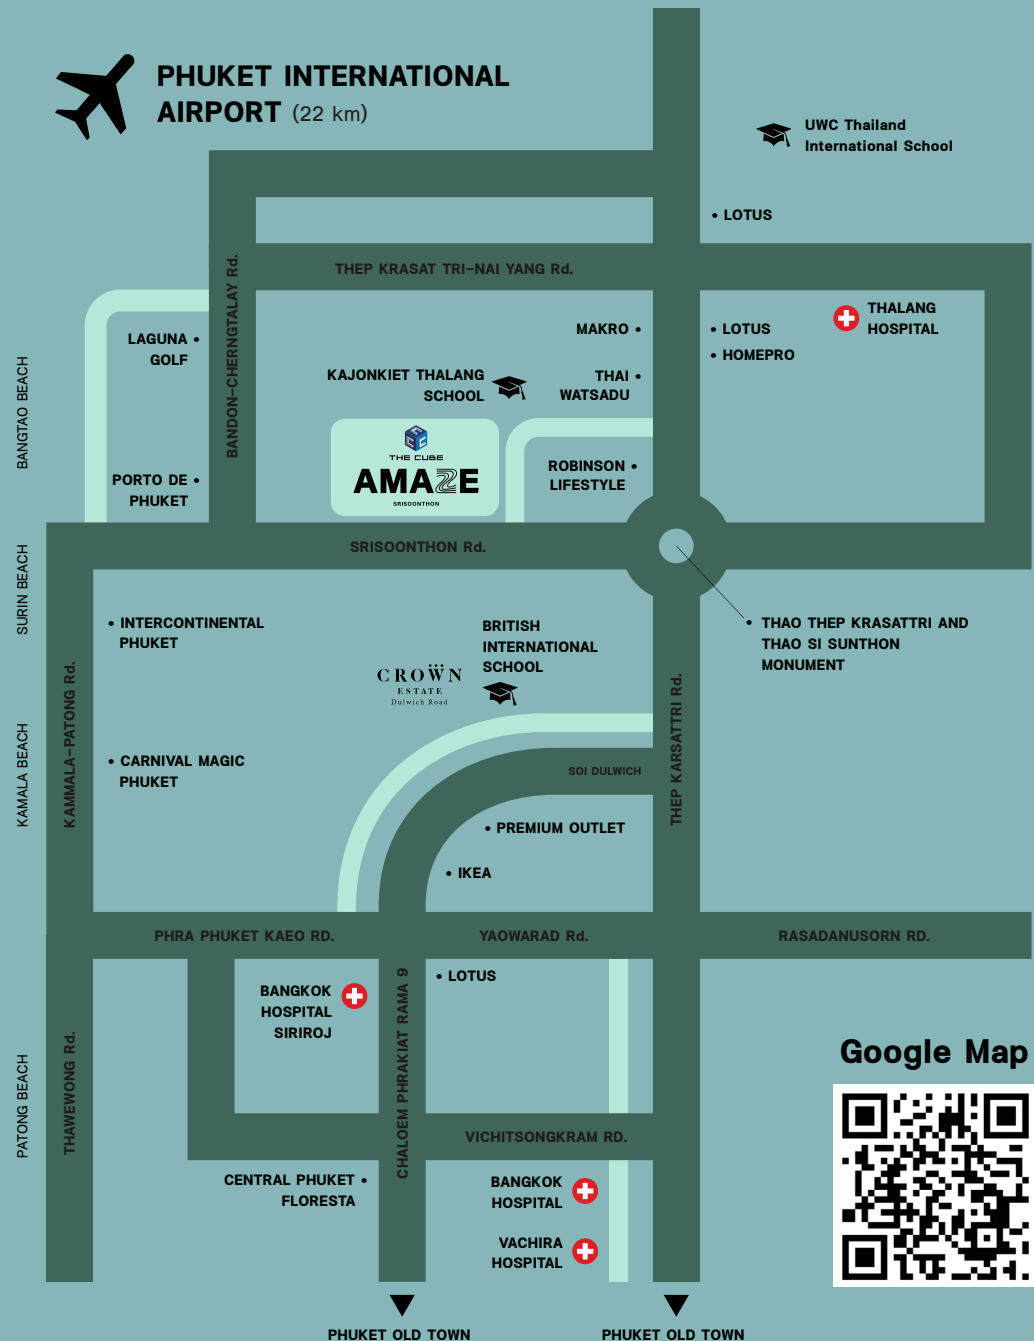 PHUKET INTERNATIONAL
AIRPORT (22 km)
UWC Thailand
International School
• LOTUS
THEP KRASAT TRI-NAI YANG Rd.
BANDON-CHERNGTALAY Rd.
LAGUNA •
GOLF
MAKRO •
• LOTUS
• HOMEPRO
THALANG
HOSPITAL
KAJONKIET THALANG
SCHOOL
THAI •
WATSADU
BANGTAO BEACH
THE CUBE
AMAZE
SRISOONTHON
PORTO DE •
PHUKET
ROBINSON •
LIFESTYLE
SRISOONTHON Rd.
SURIN BEACH
• INTERCONTINENTAL
PHUKET
BRITISH
INTERNATIONAL
SCHOOL
• THAO THEP KRASATTRI AND
THAO SI SUNTHON
MONUMENT
CROWN
ESTATE
Dulwich Road
KAMMALA-PATONG Rd.
THEP KARSATTRI Rd.
KAMALA BEACH
• CARNIVAL MAGIC
PHUKET
SOI DULWICH
• PREMIUM OUTLET
• IKEA
PHRA PHUKET KAEO RD.
YAOWARAD Rd.
RASADANUSORN RD.
• LOTUS
BANGKOK
HOSPITAL
SIRIROJ
CHALOEM PHRAKIAT RAMA 9
THAWEWONG Rd.
PATONG BEACH
Google Map
VICHITSONGKRAM RD.
CENTRAL PHUKET •
FLORESTA
BANGKOK
HOSPITAL
VACHIRA
HOSPITAL
PHUKET OLD TOWN
PHUKET OLD TOWN